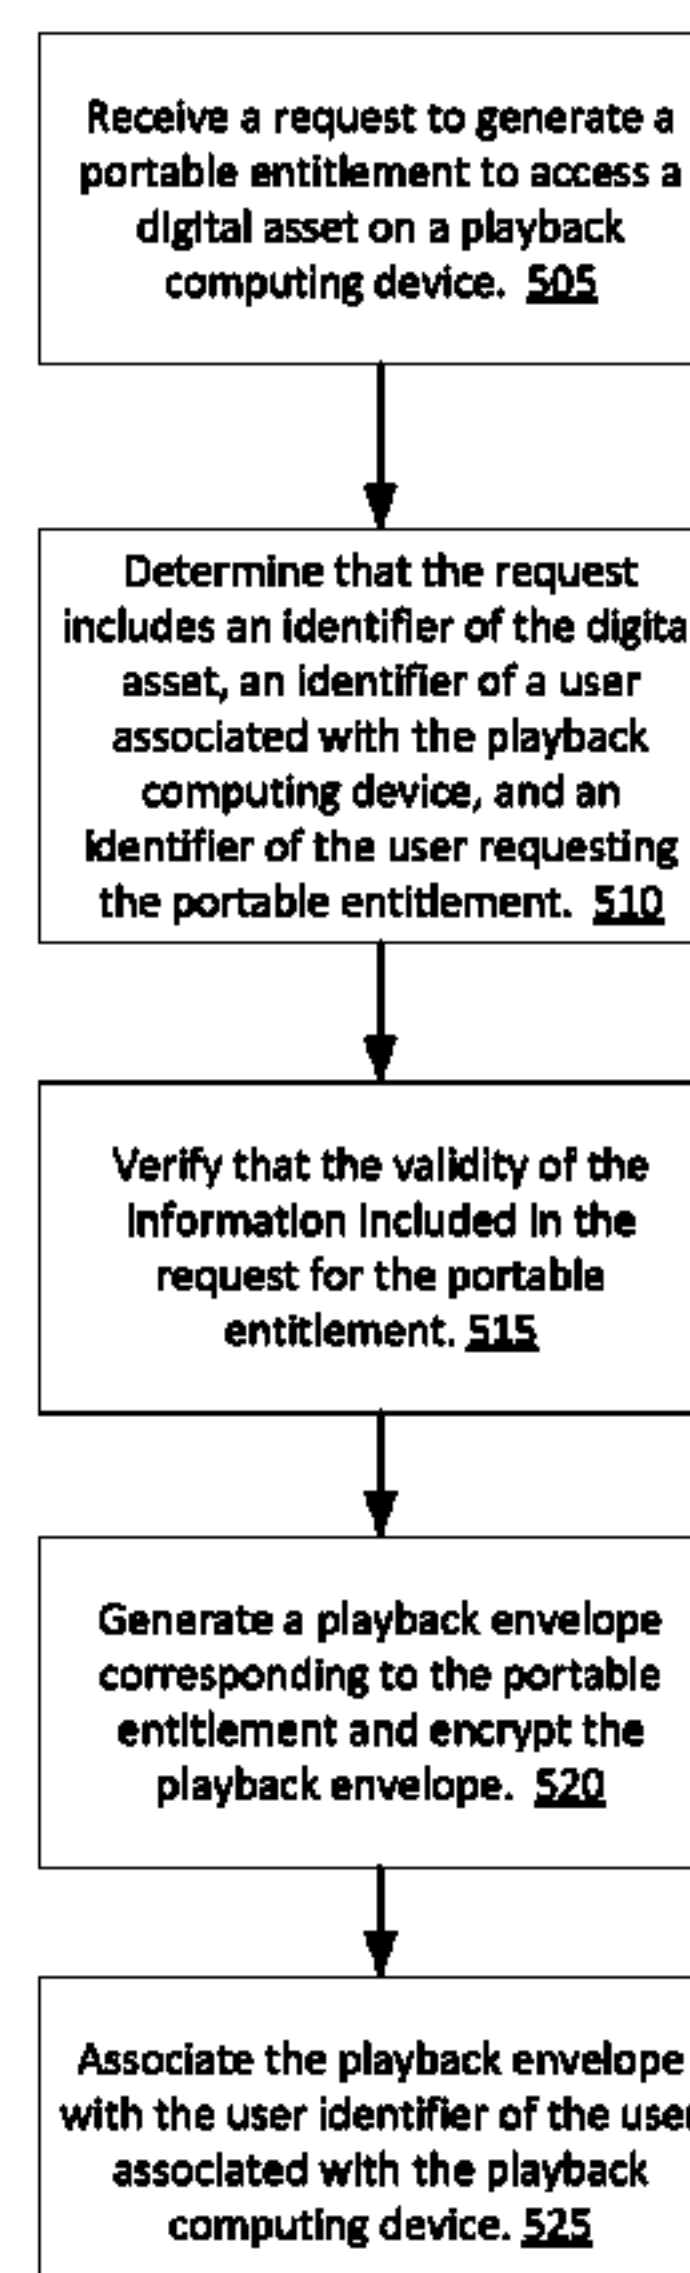 Receive a request to generate a
portable entitlement to access a
digital asset on a playback
computing device. 505
Determine that the request
includes an identifier of the digita
asset, an identifier of a user
associated with the playback
computing device, and an
identifier of the user requesting
the portable entitlement. 510
Verify that the validity of the
information included in the
request for the portable
entitlement. 515
Generate a playback envelope
corresponding to the portable
entitlement and encrypt the
playback envelope. 520
Associate the playback envelope
with the user identifier of the user
associated with the playback
computing device. 525